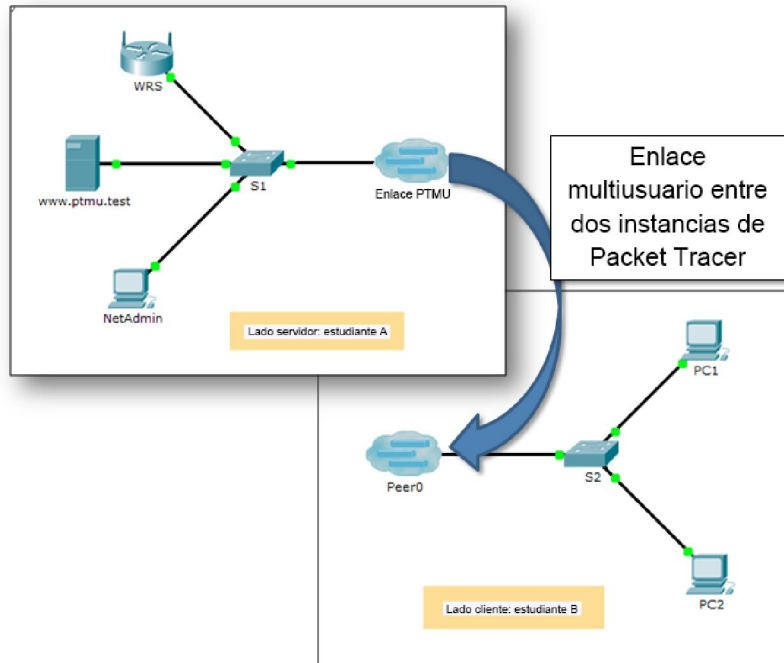 WRS
www.ptmu.test
S1
Enlace PTMU
NetAdmin
Lado servidor: estudiante A
Enlace
multiusuario entre
dos instancias de
Packet Tracer
PC1
Peer0
S2
PC2
Lado cliente: estudiante B